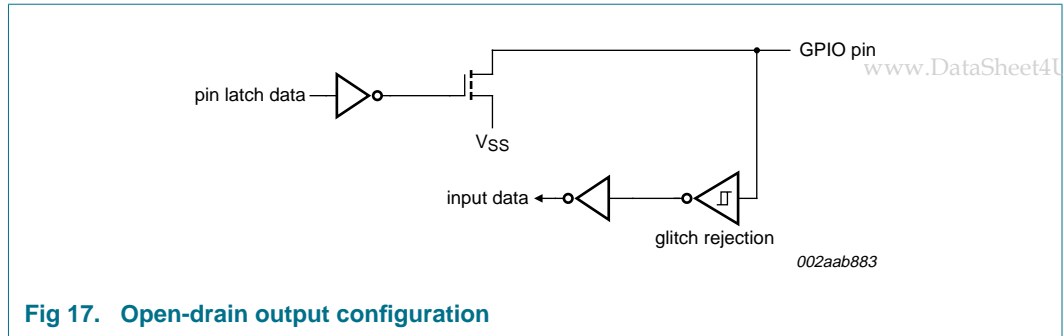 GPIO pin
www.DataSheet4U
pin latch data
VSS
input data
glitch rejection
002aab883
Fig 17. Open-drain output configuration